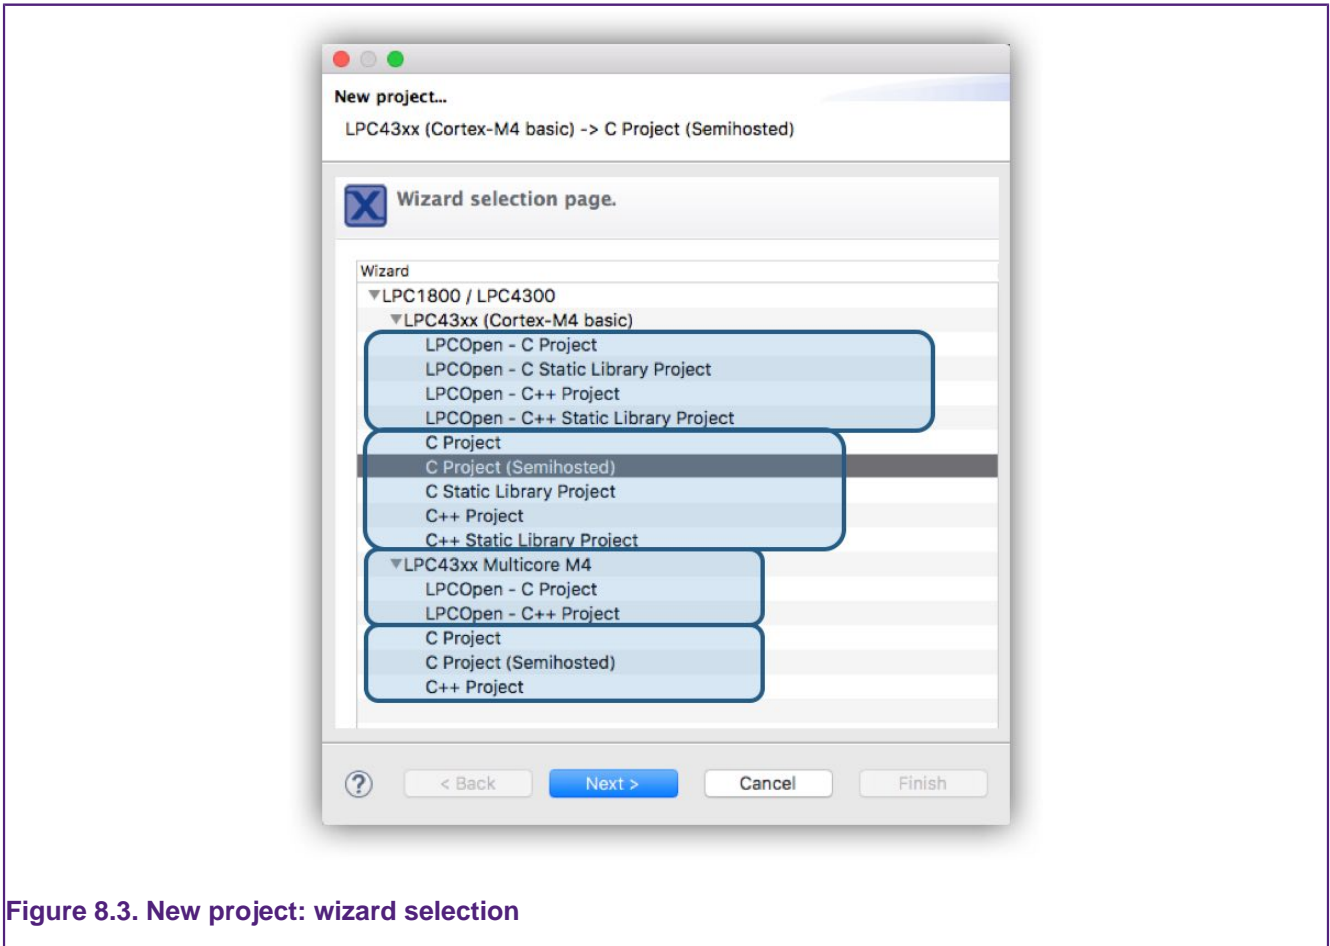 New project...
LPC43xx (Cortex-M4 basic) -> C Project (Semihosted)
Wizard selection page.
Wizard
LPC1800 / LPC4300
LPC43xx (Cortex-M4 basic)
LPCOpen - C Project
LPCOpen - C Static Library Project
LPCOpen - C++ Project
LPCOpen - C++ Static Library Project
C Project
C Project (Semihosted)
C Static Library Project
C++ Project
C++ Static Library Project
LPC43xx Multicore M4
LPCOpen - C Project
LPCOpen - C++ Project
C Project
C Project (Semihosted)
C++ Project
? < Back Next > Cancel Finish
Figure 8.3. New project: wizard selection